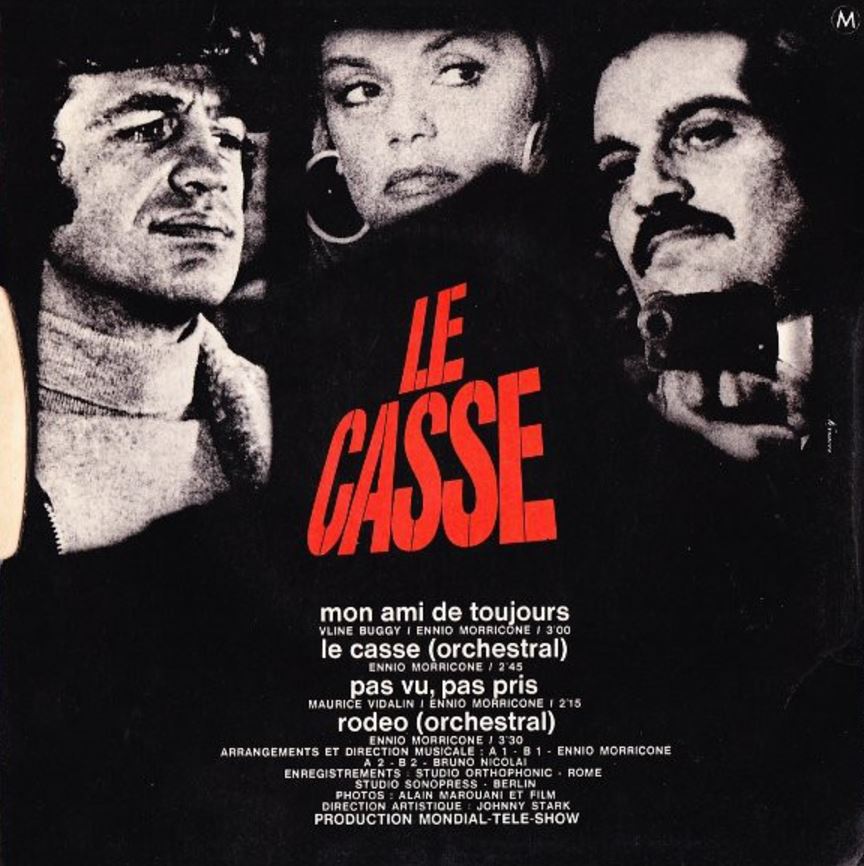 M
LE
CASSE
mon ami de toujours
VLINE BUGGY / ENNIO MORRICONE / 3'00
le casse (orchestral)
ENNIO MORRICONE / 2'45
pas vu, pas pris
MAURICE VIDALIN / ENNIO MORRICONE / 2'15
rodeo (orchestral)
ENNIO MORRICONE / 3'30
ARRANGEMENTS ET DIRECTION MUSICALE : A 1 - B 1 - ENNIO MORRICONE
A 2 - B 2 - BRUNO NICOLAI
ENREGISTREMENTS : STUDIO ORTHOPHONIC - ROME
STUDIO SONOPRESS - BERLIN
PHOTOS : ALAIN MAROUANI ET FILM
DIRECTION ARTISTIQUE : JOHNNY STARK
PRODUCTION MONDIAL-TELE-SHOW